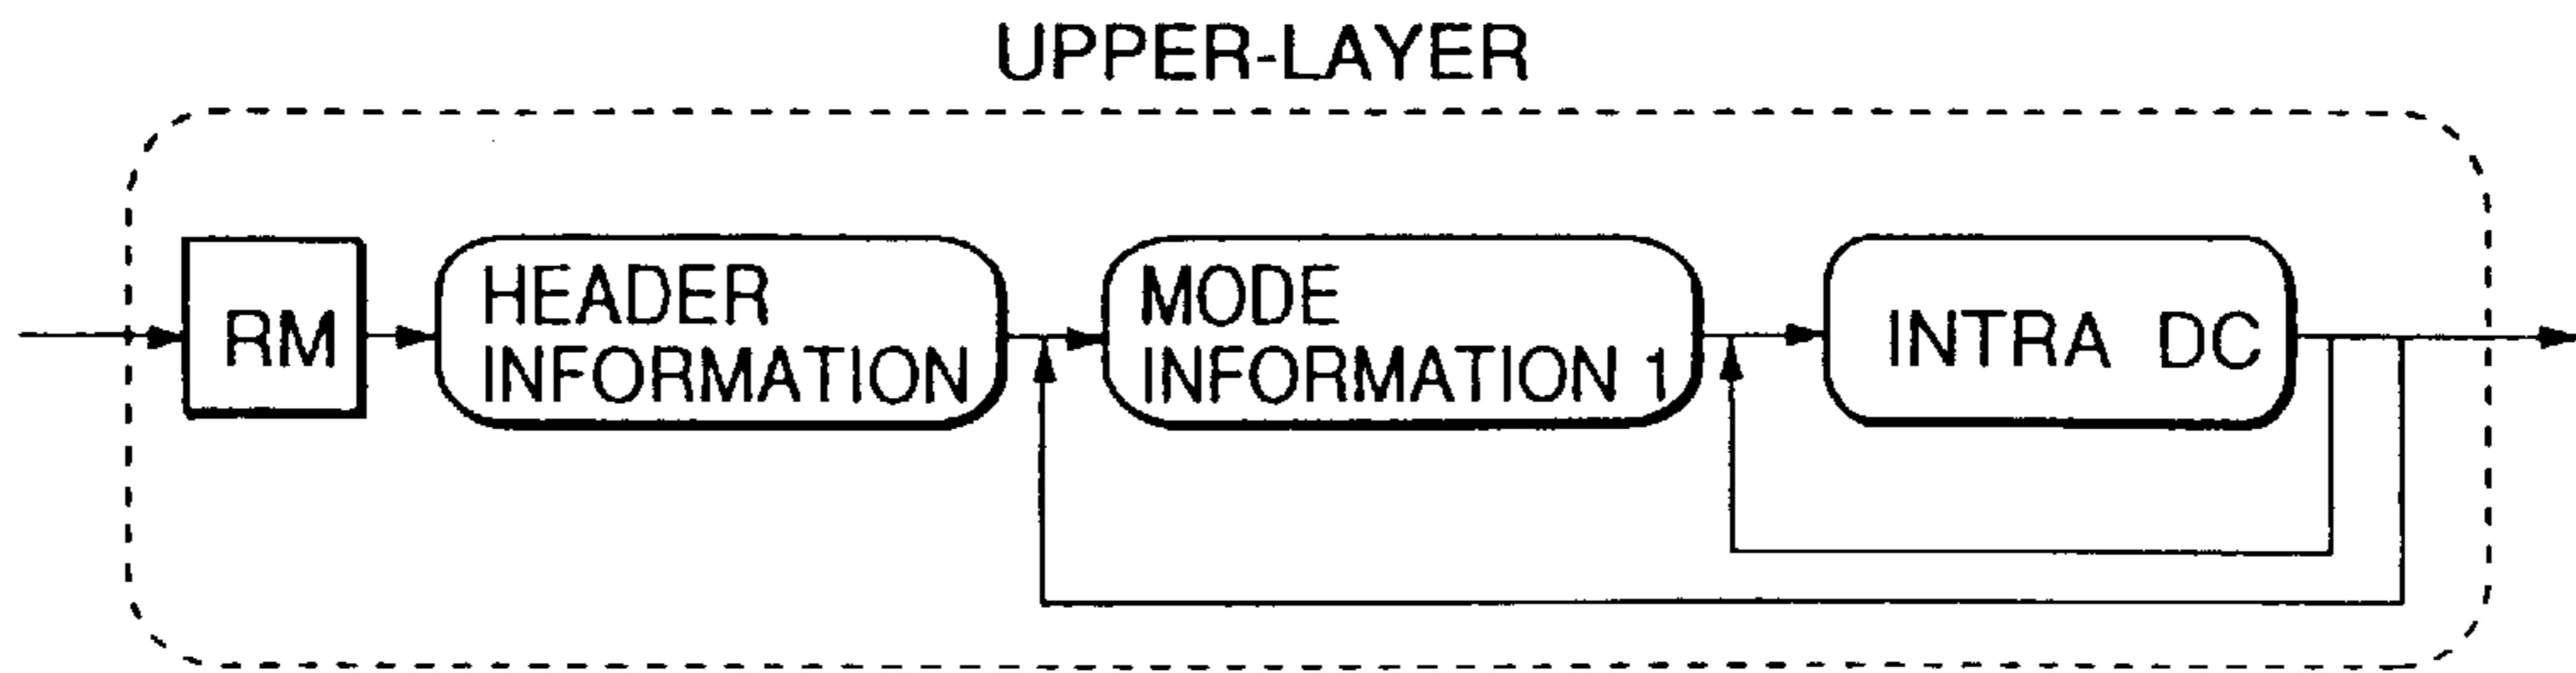 UPPER-LAYER
RM
HEADER
INFORMATION
MODE
INFORMATION 1
INTRA DC